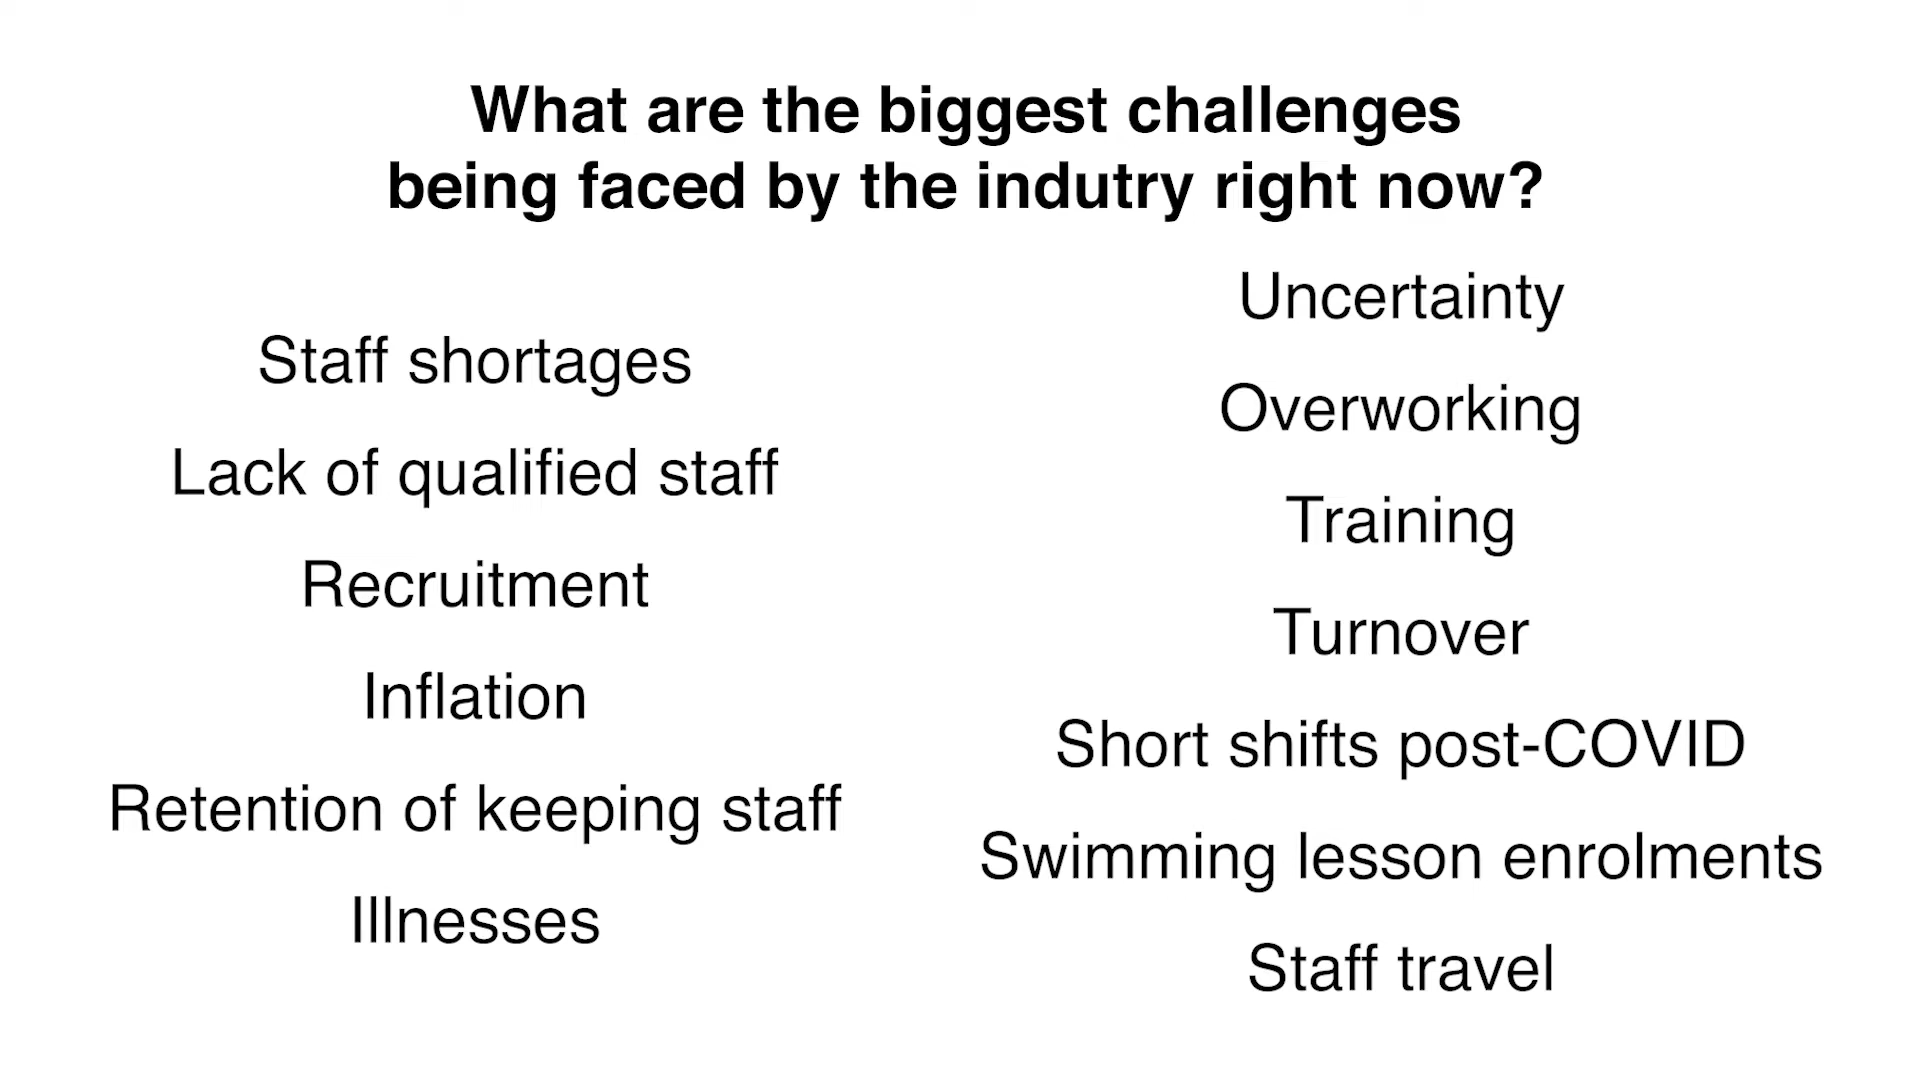 What are the biggest challenges
being faced by the indutry right now?
Staff shortages
Lack of qualified staff
Recruitment
Inflation
Retention of keeping staff
Illnesses
Uncertainty
Overworking
Training
Turnover
Short shifts post-COVID
Swimming lesson enrolments
Staff travel